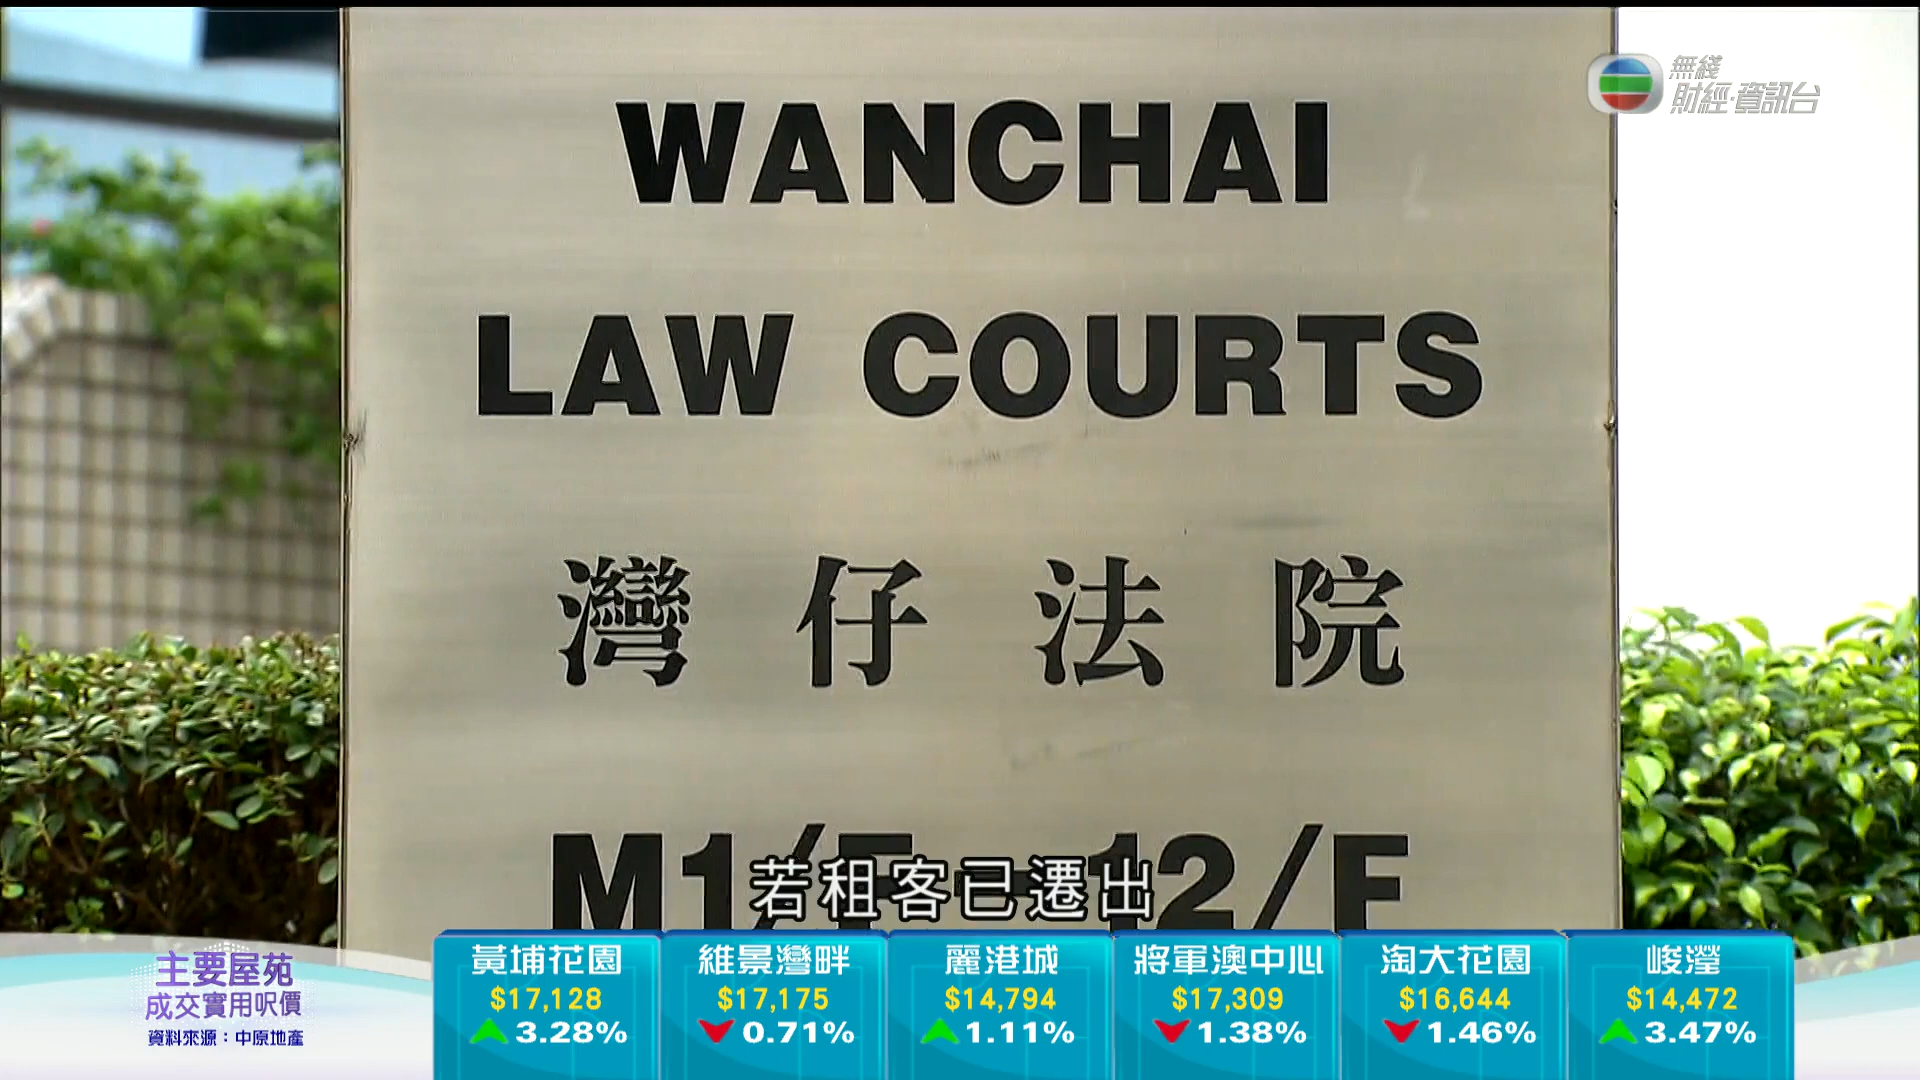 無綫
財經·資訊台
WANCHAI
LAW COURTS
灣仔法院
M1/F - 12/F
若租客已遷出
主要屋苑
成交實用呎價
資料來源：中原地產
黃埔花園
$17,128
3.28%
維景灣畔
$17,175
0.71%
麗港城
$14,794
1.11%
將軍澳中心
$17,309
1.38%
淘大花園
$16,644
1.46%
峻瀅
$14,472
3.47%